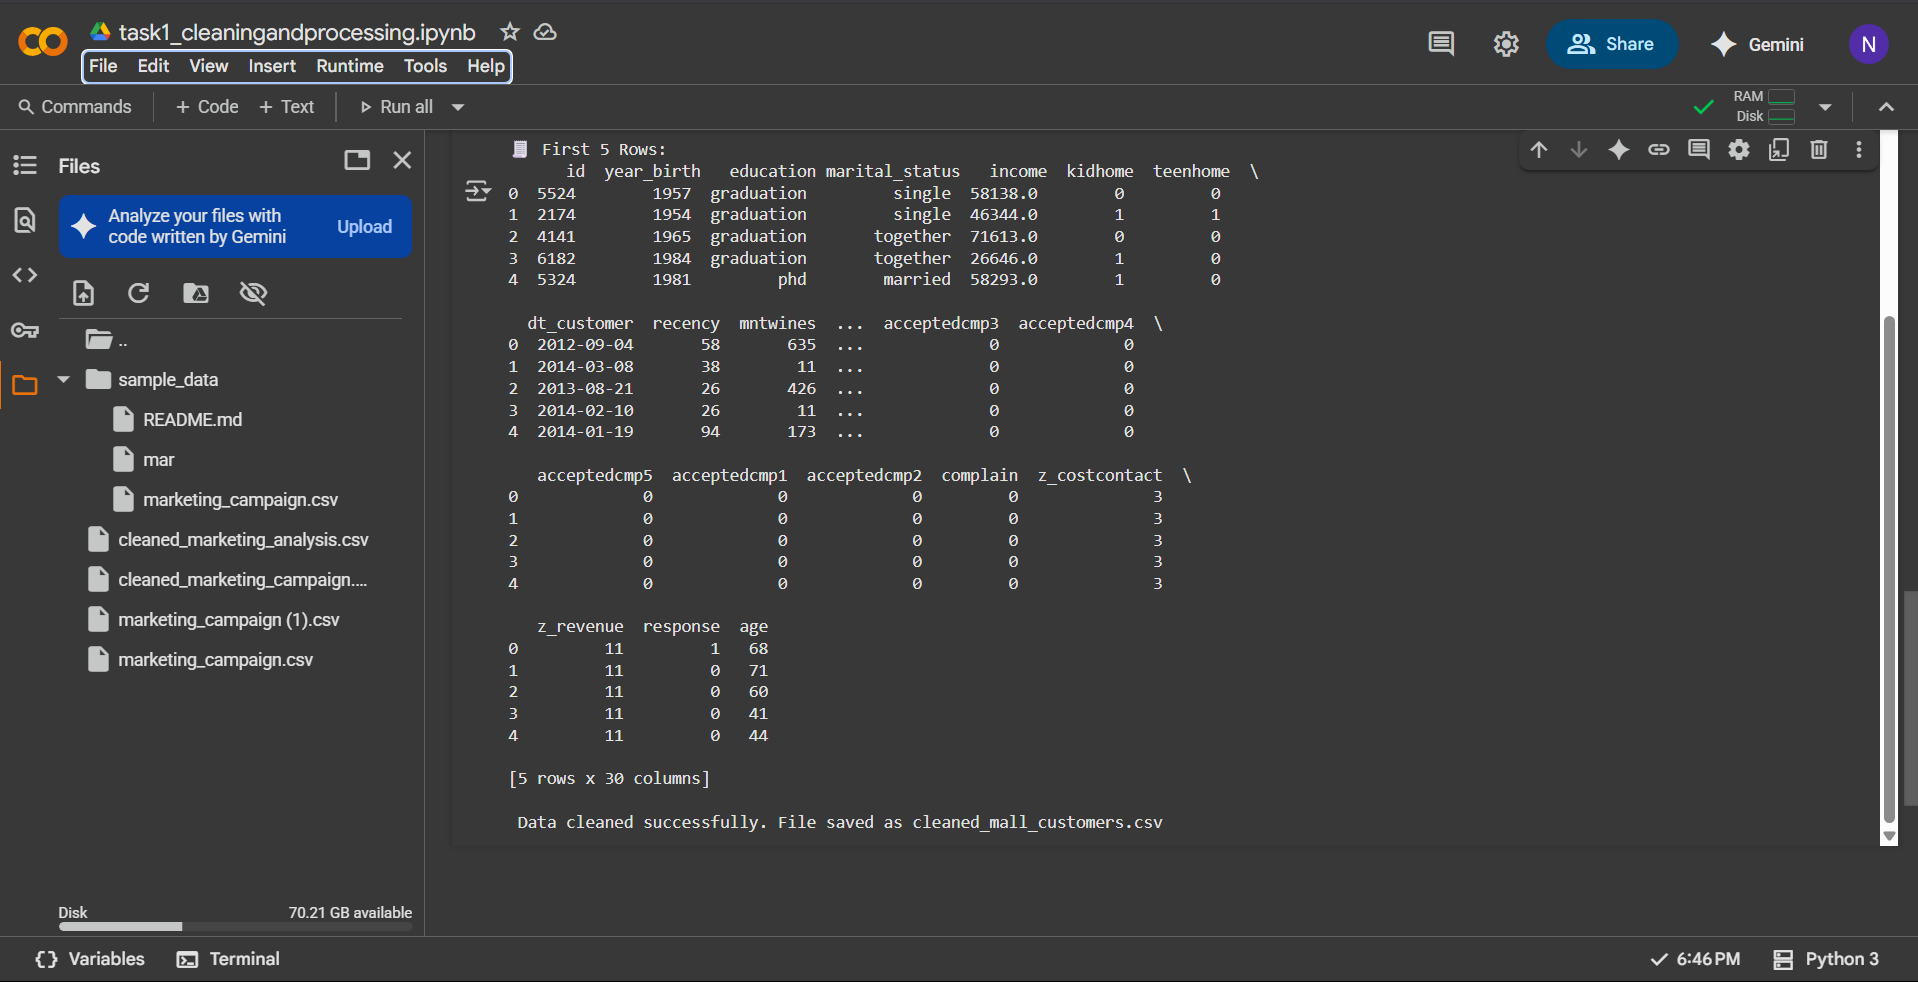 task1_cleaningandprocessing.ipynb
File Edit View Insert Runtime Tools Help
Share
Gemini
N
Commands + Code + Text Run all
RAM
Disk
Files
Analyze your files with
code written by Gemini
Upload
..
sample_data
README.md
mar
marketing_campaign.csv
cleaned_marketing_analysis.csv
cleaned_marketing_campaign....
marketing_campaign (1).csv
marketing_campaign.csv
Disk 70.21 GB available
First 5 Rows:
     id  year_birth   education marital_status   income  kidhome  teenhome  \
0  5524        1957  graduation         single  58138.0        0         0
1  2174        1954  graduation         single  46344.0        1         1
2  4141        1965  graduation       together  71613.0        0         0
3  6182        1984  graduation       together  26646.0        1         0
4  5324        1981         phd        married  58293.0        1         0
  dt_customer  recency  mntwines  ...  acceptedcmp3  acceptedcmp4  \
0  2012-09-04       58       635  ...             0             0
1  2014-03-08       38        11  ...             0             0
2  2013-08-21       26       426  ...             0             0
3  2014-02-10       26        11  ...             0             0
4  2014-01-19       94       173  ...             0             0
   acceptedcmp5  acceptedcmp1  acceptedcmp2  complain  z_costcontact  \
0             0             0             0         0              3
1             0             0             0         0              3
2             0             0             0         0              3
3             0             0             0         0              3
4             0             0             0         0              3
   z_revenue  response  age
0         11         1   68
1         11         0   71
2         11         0   60
3         11         0   41
4         11         0   44
[5 rows x 30 columns]
Data cleaned successfully. File saved as cleaned_mall_customers.csv
Variables Terminal
6:46 PM Python 3